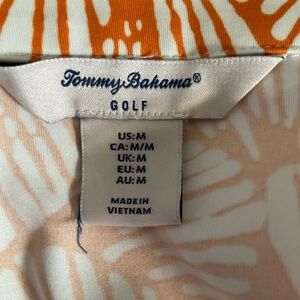 Tommy Bahama®
GOLF
US:M
CA:M/M
UK:M
EU:M
AU:M
MADE IN
VIETNAM